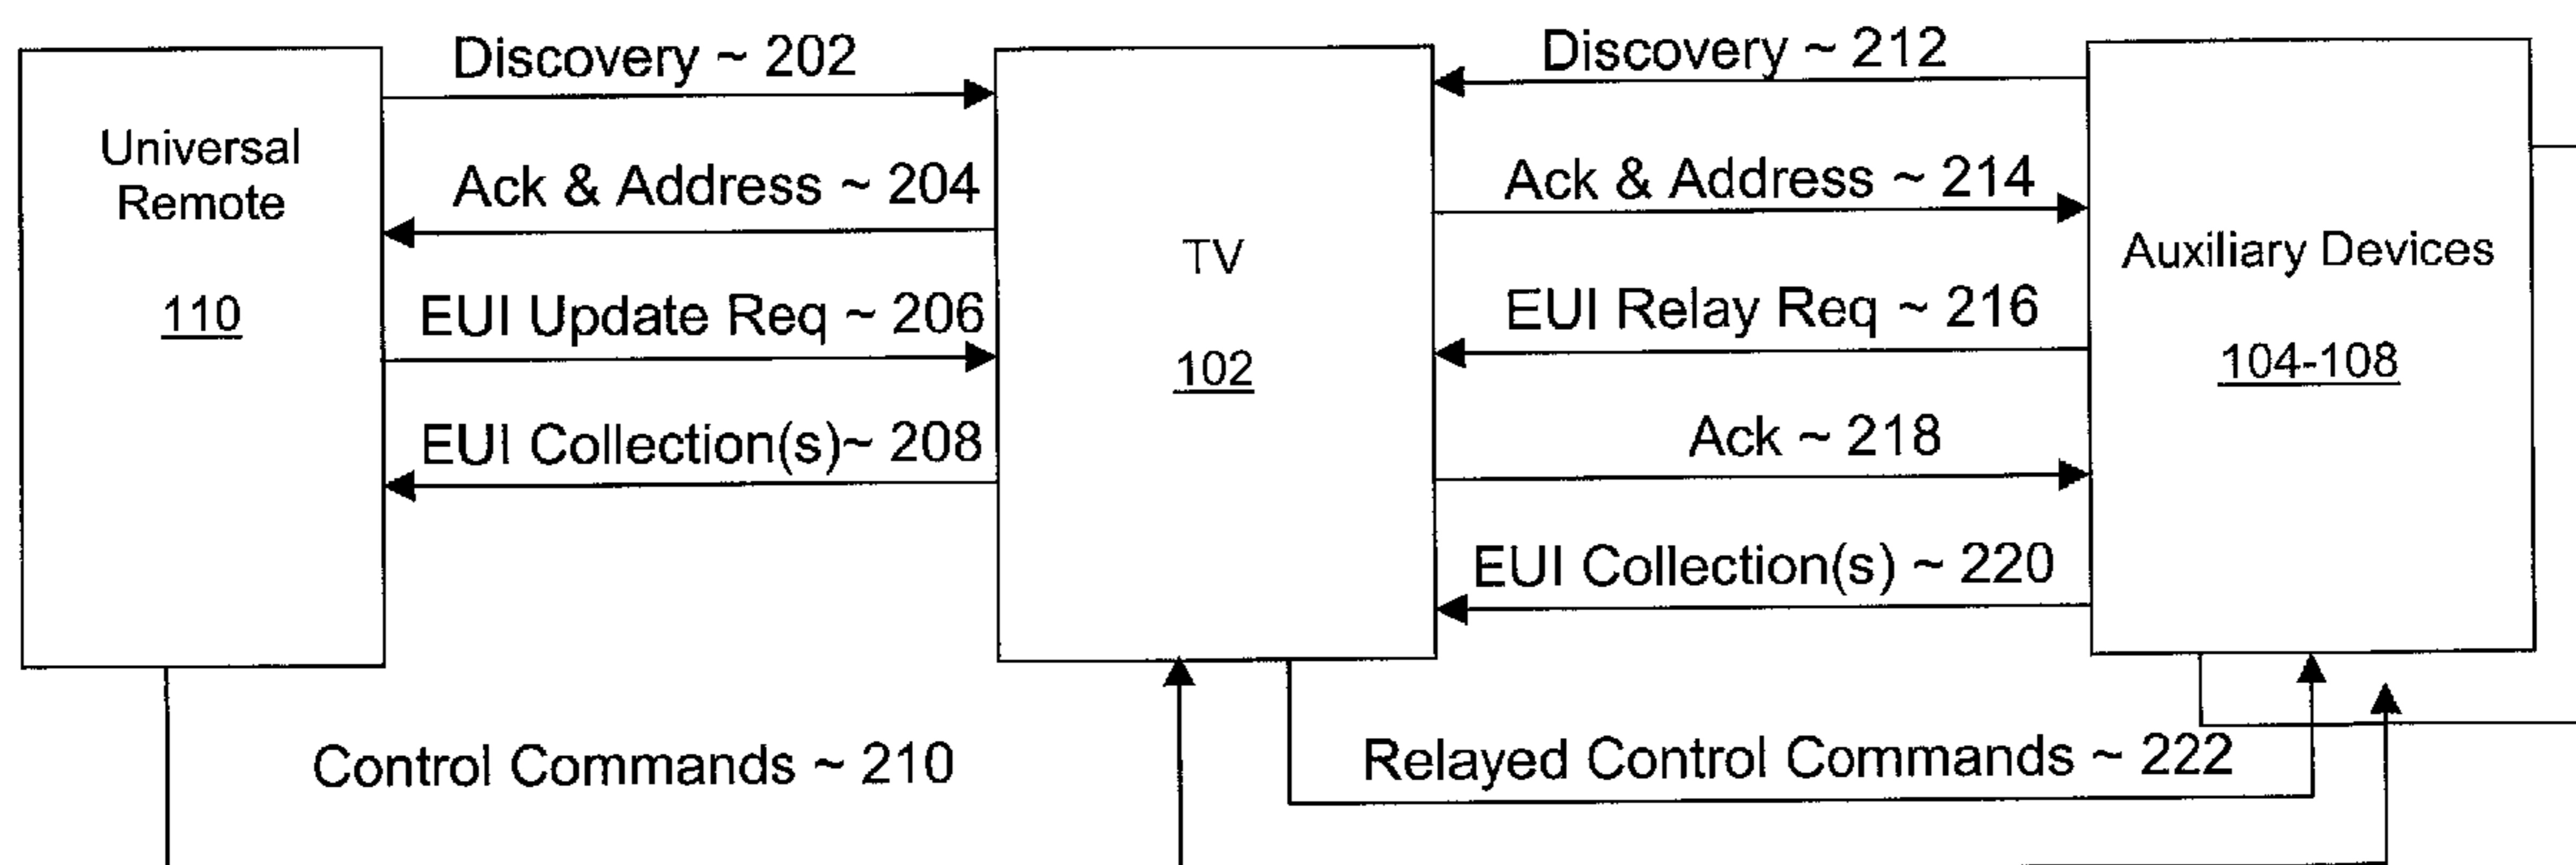 Discovery ~ 202
Discovery ~ 212
Universal
Remote
110
Ack & Address ~ 204
TV
102
Ack & Address ~ 214
Auxiliary Devices
104-108
EUI Update Req ~ 206
EUI Relay Req ~ 216
EUI Collection(s)~ 208
Ack ~ 218
EUI Collection(s) ~ 220
Control Commands ~ 210
Relayed Control Commands ~ 222